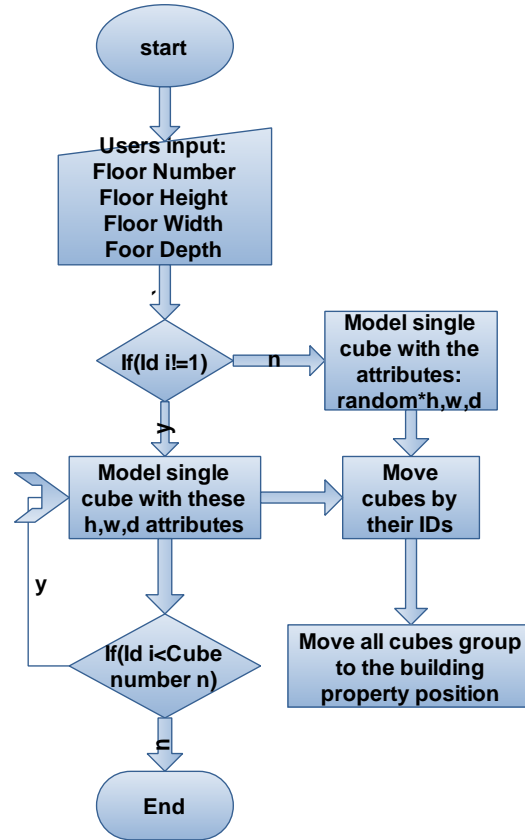 start
Users input:
Floor Number
Floor Height
Floor Width
Foor Depth
If(Id i!=1)
n
Model single
cube with the
attributes:
random*h,w,d
y
Model single
cube with these
h,w,d attributes
Move
cubes by
their IDs
y
If(Id i<Cube
number n)
Move all cubes group
to the building
property position
n
End